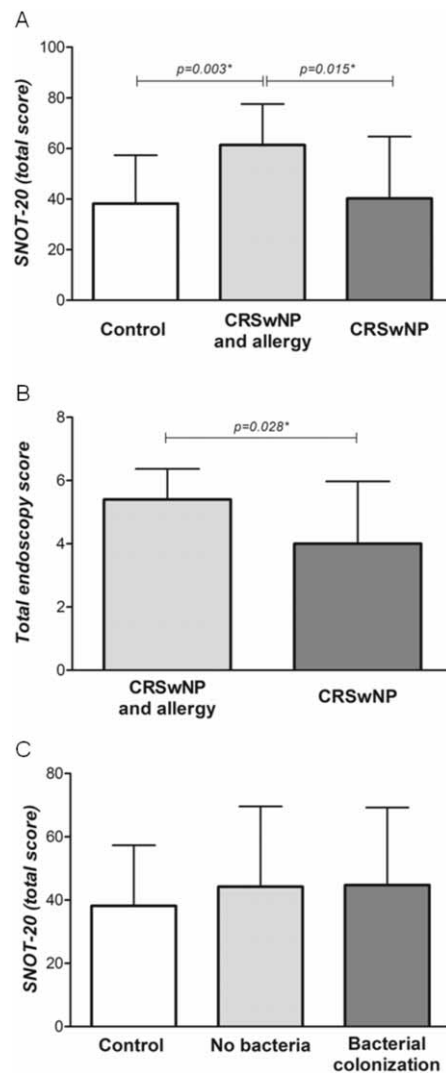 A
SNOT-20 (total score)
100
80
60
40
20
0
p=0.003*
p=0.015*
Control
CRSwNP
and allergy
CRSwNP
B
Total endoscopy score
8
6
4
2
0
p=0.028*
CRSwNP
and allergy
CRSwNP
C
SNOT-20 (total score)
80
60
40
20
0
Control
No bacteria
Bacterial
colonization